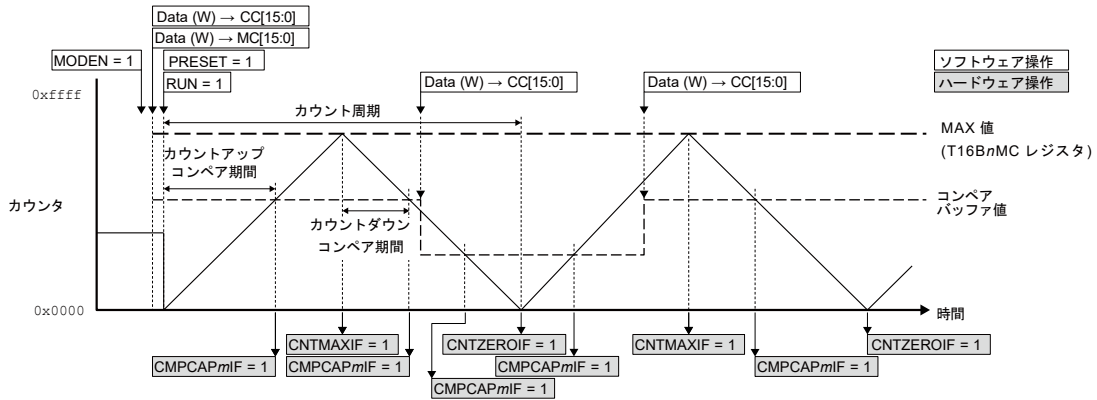 Data (W) → CC[15:0]
Data (W) → MC[15:0]
MODEN = 1
PRESET = 1
RUN = 1
Data (W) → CC[15:0]
Data (W) → CC[15:0]
ソフトウェア操作
ハードウェア操作
0xffff
カウント周期
MAX 値
(T16BnMC レジスタ)
カウントアップ
コンペア期間
カウンタ
カウントダウン
コンペア期間
コンペア
バッファ値
0x0000
時間
CNTMAXIF = 1
CNTZEROIF = 1
CNTMAXIF = 1
CNTZEROIF = 1
CMPCAPmIF = 1
CMPCAPmIF = 1
CMPCAPmIF = 1
CMPCAPmIF = 1
CMPCAPmIF = 1